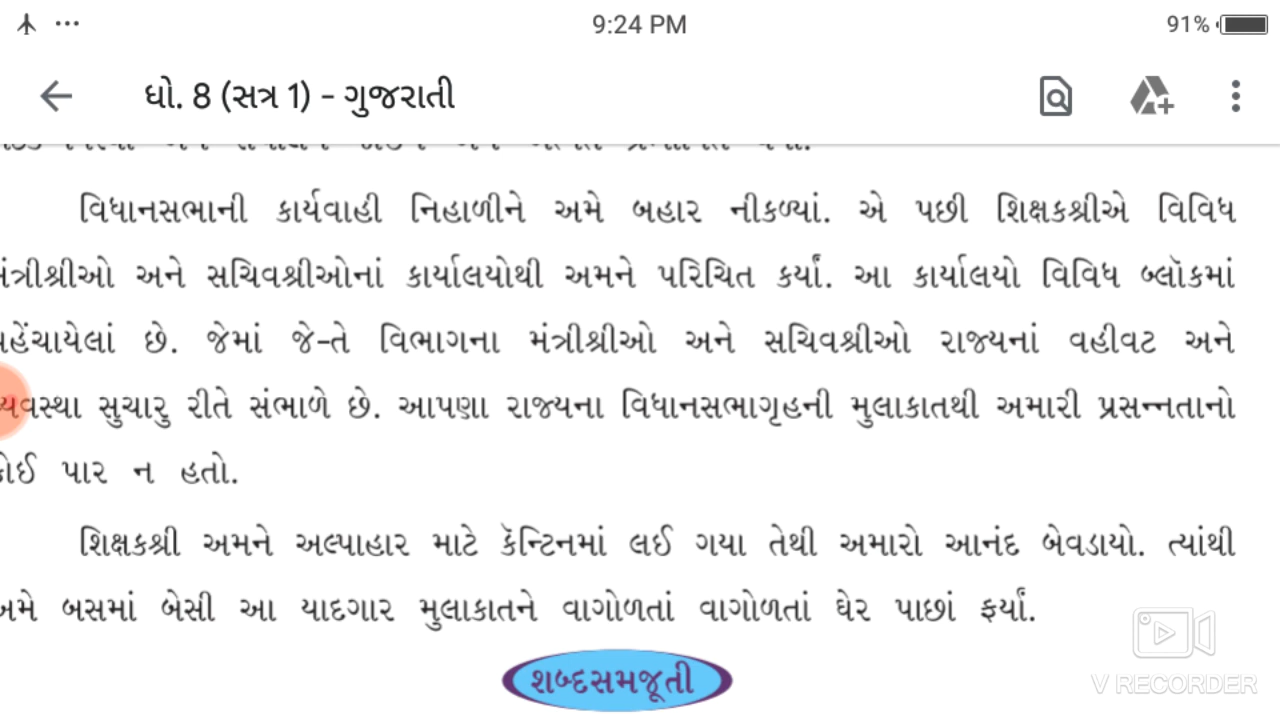 9:24 PM
91%
ધો. 8 (સત્ર 1) - ગુજરાતી
વિધાનસભાની કાર્યવાહી નિહાળીને અમે બહાર નીકળ્યાં. એ પછી શિક્ષકશ્રીએ વિવિધ
મંત્રીશ્રીઓ અને સચિવશ્રીઓનાં કાર્યાલયોથી અમને પરિચિત કર્યાં. આ કાર્યાલયો વિવિધ બ્લૉકમાં
વહેંચાયેલાં છે. જેમાં જે-તે વિભાગના મંત્રીશ્રીઓ અને સચિવશ્રીઓ રાજ્યનાં વહીવટ અને
વ્યવસ્થા સુચારુ રીતે સંભાળે છે. આપણા રાજ્યના વિધાનસભાગૃહની મુલાકાતથી અમારી પ્રસન્નતાનો
કોઈ પાર ન હતો.
શિક્ષકશ્રી અમને અલ્પાહાર માટે કૅન્ટિનમાં લઈ ગયા તેથી અમારો આનંદ બેવડાયો. ત્યાંથી
અમે બસમાં બેસી આ યાદગાર મુલાકાતને વાગોળતાં વાગોળતાં ઘેર પાછાં ફર્યાં.
શબ્દસમજૂતી
V RECORDER